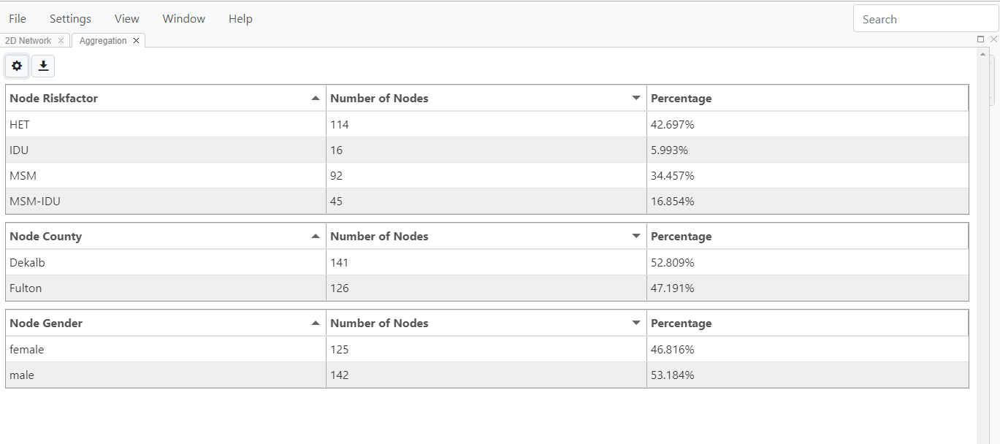 File Settings View Window Help Search
2D Network Aggregation
Node Riskfactor Number of Nodes Percentage
HET 114 42.697%
IDU 16 5.993%
MSM 92 34.457%
MSM-IDU 45 16.854%
Node County Number of Nodes Percentage
Dekalb 141 52.809%
Fulton 126 47.191%
Node Gender Number of Nodes Percentage
female 125 46.816%
male 142 53.184%